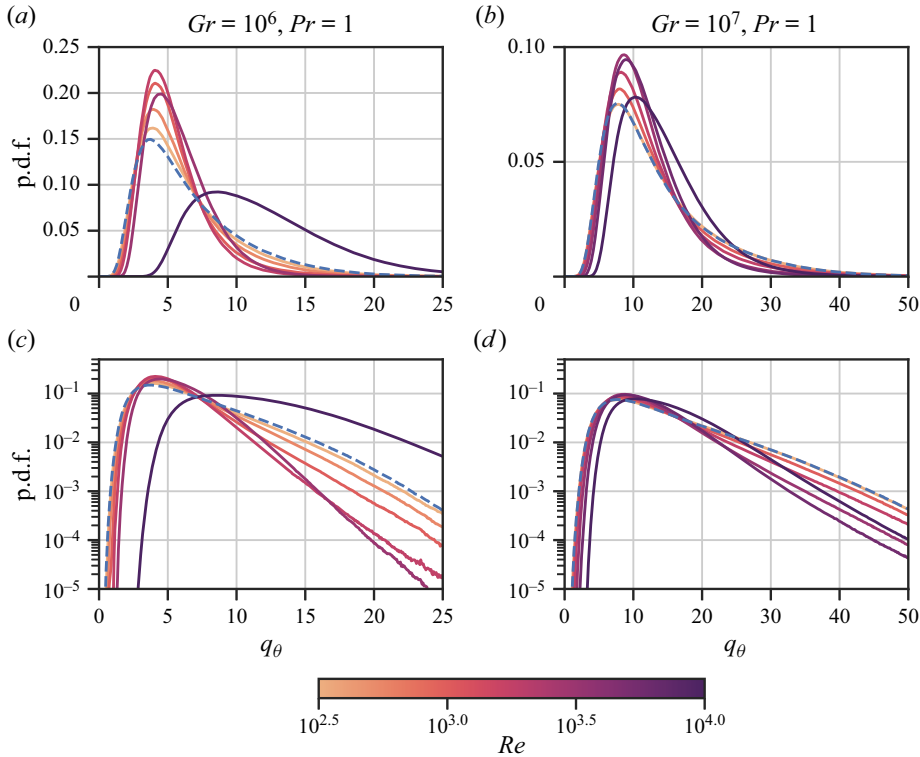 (a) Gr = 10⁶, Pr = 1
(b) Gr = 10⁷, Pr = 1
0.25
0.20
0.15
0.10
0.05
p.d.f.
0 5 10 15 20 25
0.10
0.05
p.d.f.
0 10 20 30 40 50
(c)
10⁻¹
10⁻²
10⁻³
10⁻⁴
10⁻⁵
p.d.f.
0 5 10 15 20 25
q_θ
(d)
10⁻¹
10⁻²
10⁻³
10⁻⁴
10⁻⁵
p.d.f.
0 10 20 30 40 50
q_θ
10^2.5 10^3.0 10^3.5 10^4.0
Re